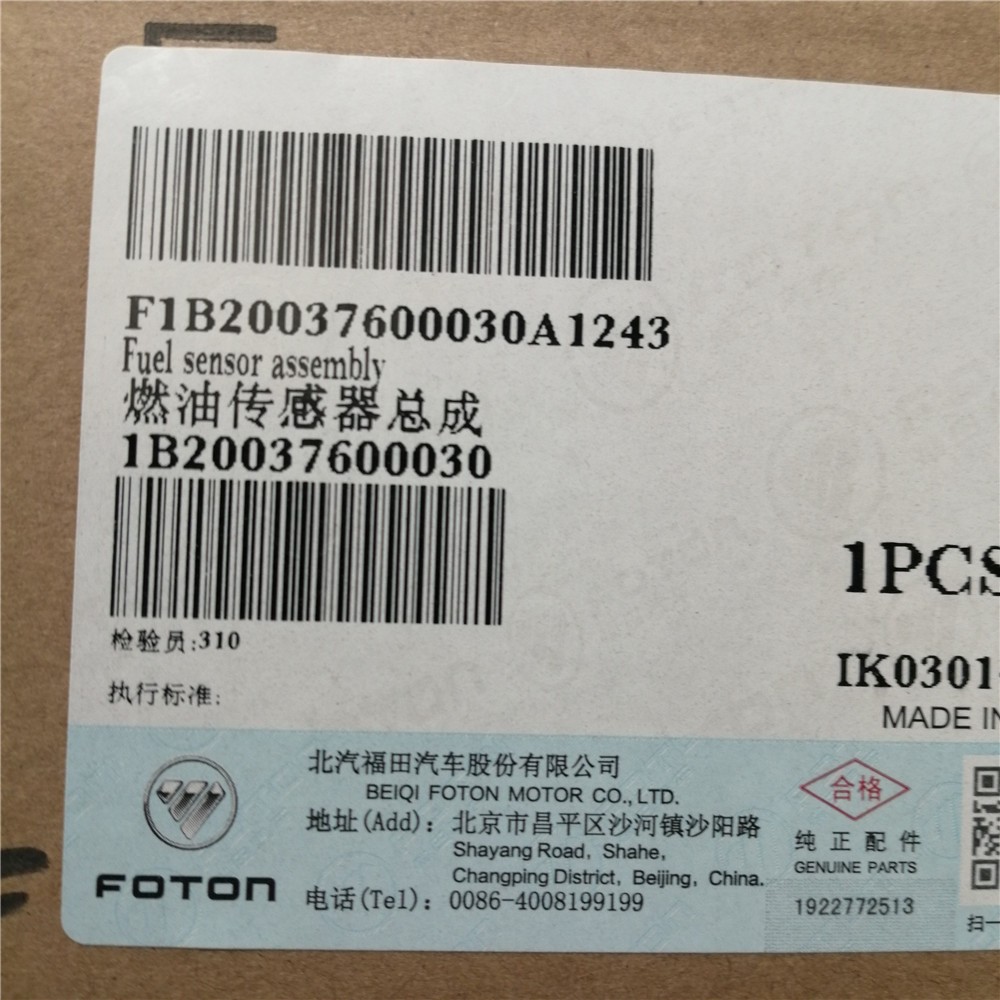 F1B20037600030A1243
Fuel sensor assembly
燃油传感器总成
1B20037600030
1PCS
检验员:310
IK0301
执行标准:
MADE IN
北汽福田汽车股份有限公司
BEIQI FOTON MOTOR CO.,LTD.
地址(Add): 北京市昌平区沙河镇沙阳路
Shayang Road, Shahe,
Changping District, Beijing, China.
电话(Tel): 0086-4008199199
FOTON
合格
纯正配件
GENUINE PARTS
1922772513
扫一